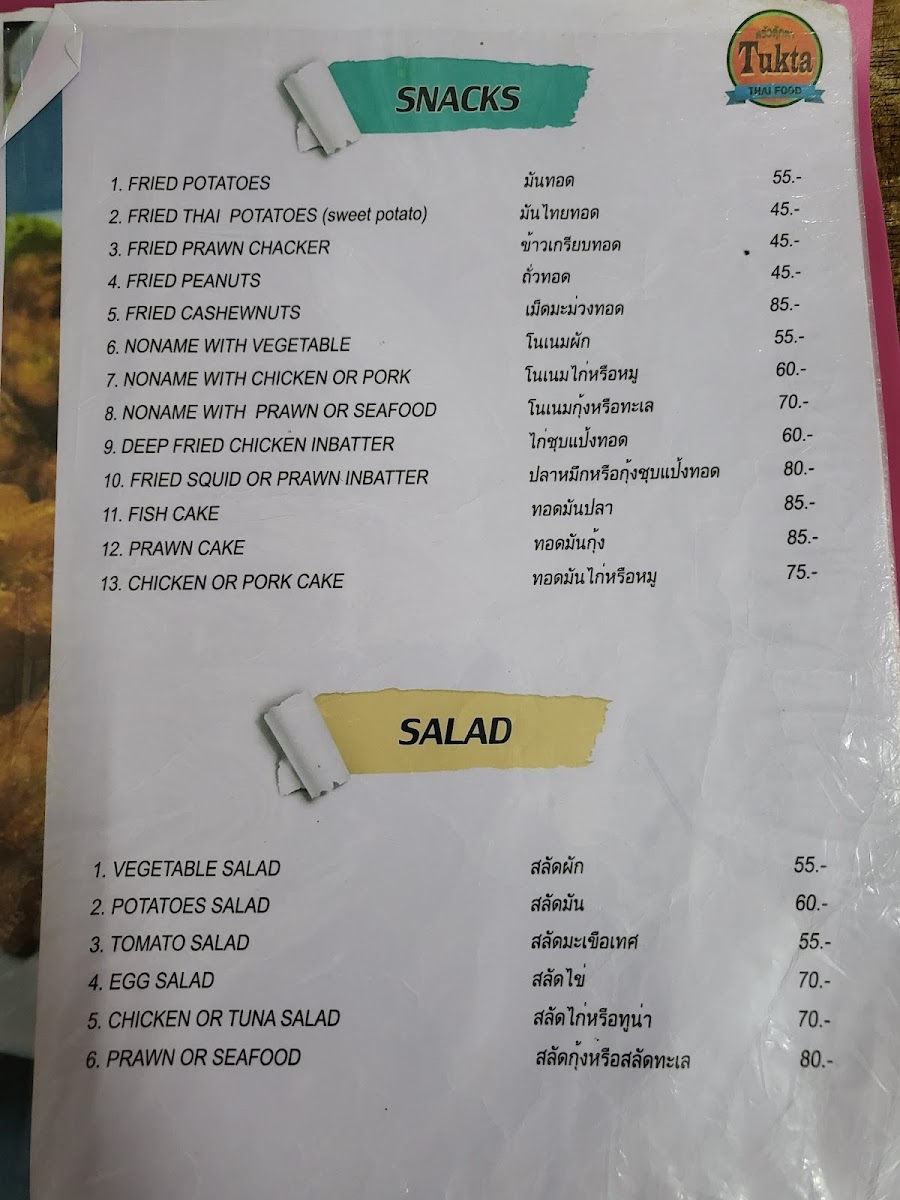 ครัวตุ๊กตา
Tukta
THAI FOOD
SNACKS
1. FRIED POTATOES มันทอด 55.-
2. FRIED THAI POTATOES (sweet potato) มันไทยทอด 45.-
3. FRIED PRAWN CHACKER ข้าวเกรียบทอด 45.-
4. FRIED PEANUTS ถั่วทอด 45.-
5. FRIED CASHEWNUTS เม็ดมะม่วงทอด 85.-
6. NONAME WITH VEGETABLE โนเนมผัก 55.-
7. NONAME WITH CHICKEN OR PORK โนเนมไก่หรือหมู 60.-
8. NONAME WITH PRAWN OR SEAFOOD โนเนมกุ้งหรือทะเล 70.-
9. DEEP FRIED CHICKEN INBATTER ไก่ชุบแป้งทอด 60.-
10. FRIED SQUID OR PRAWN INBATTER ปลาหมึกหรือกุ้งชุบแป้งทอด 80.-
11. FISH CAKE ทอดมันปลา 85.-
12. PRAWN CAKE ทอดมันกุ้ง 85.-
13. CHICKEN OR PORK CAKE ทอดมันไก่หรือหมู 75.-
SALAD
1. VEGETABLE SALAD สลัดผัก 55.-
2. POTATOES SALAD สลัดมัน 60.-
3. TOMATO SALAD สลัดมะเขือเทศ 55.-
4. EGG SALAD สลัดไข่ 70.-
5. CHICKEN OR TUNA SALAD สลัดไก่หรือทูน่า 70.-
6. PRAWN OR SEAFOOD สลัดกุ้งหรือสลัดทะเล 80.-